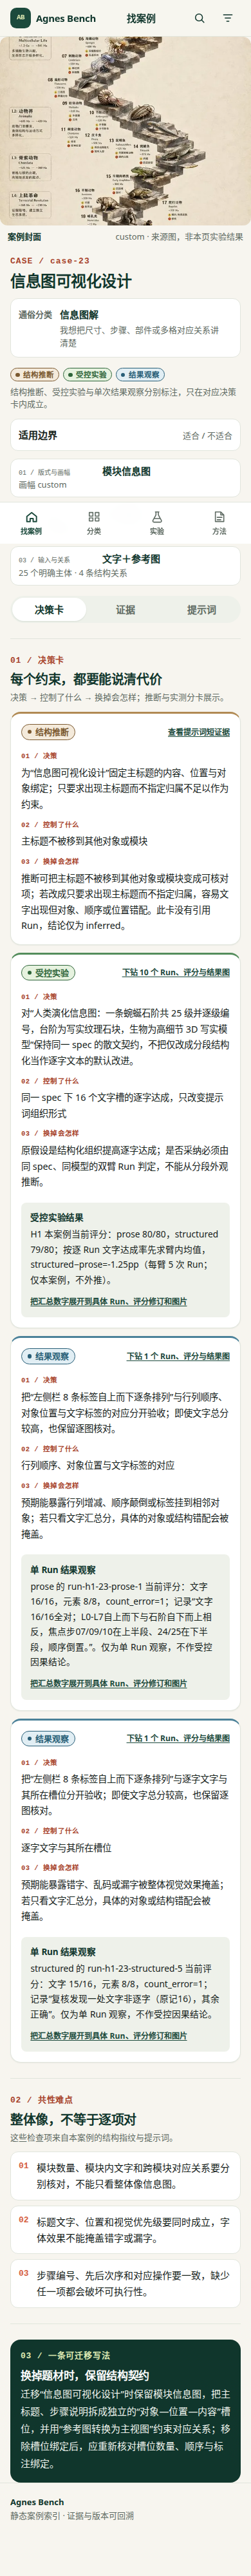 AB
Agnes Bench
找案例
案例封面
custom · 来源图，非本页实验结果
CASE / case-23
信息图可视化设计
通俗分类
信息图解
我想把尺寸、步骤、部件或多格对应关系讲
清楚
结构推断
受控实验
结果观察
结构推断、受控实验与单次结果观察分别标注，只在对应决策
卡内成立。
适用边界
适合 / 不适合
01 / 版式与画幅
模块信息图
画幅 custom
找案例
分类
实验
方法
03 / 输入与关系
文字＋参考图
25 个明确主体 · 4 条结构关系
决策卡
证据
提示词
01 / 决策卡
每个约束，都要能说清代价
决策 → 控制了什么 → 换掉会怎样；推断与实测分卡展示。
结构推断
查看提示词短证据
01 / 决策
为“信息图可视化设计”固定主标题的内容、位置与对
象绑定；只要求出现主标题而不指定归属不足以作为
约束。
02 / 控制了什么
主标题不被移到其他对象或模块
03 / 换掉会怎样
推断可把主标题不被移到其他对象或模块变成可核对
项；若改成只要求出现主标题而不指定归属，容易文
字出现但对象、顺序或位置错配。此卡没有引用
Run，结论仅为 inferred。
受控实验
下钻 10 个 Run、评分与结果图
01 / 决策
对“人类演化信息图：一条蜿蜒石阶共 25 级并逐级编
号，台阶为写实纹理石块，生物为高细节 3D 写实模
型”保持同一 spec 的散文契约，不把仅改成分段结构
化当作逐字文本的默认改进。
02 / 控制了什么
同一 spec 下 16 个文字槽的逐字达成，只改变提示
词组织形式
03 / 换掉会怎样
原假设是结构化组织提高逐字达成；是否采纳必须由
同 spec、同模型的双臂 Run 判定，不能从分段外观
推断。
受控实验结果
H1 本案例当前评分：prose 80/80，structured
79/80；按逐 Run 文字达成率先求臂内均值，
structured−prose=-1.25pp（每臂 5 次 Run；
仅本案例，不外推）。
把汇总数字展开到具体 Run、评分修订和图片
结果观察
下钻 1 个 Run、评分与结果图
01 / 决策
把“左侧栏 8 条标签自上而下逐条排列”与行列顺序、
对象位置与文字标签的对应分开验收；即使文字总分
较高，也保留逐图核对。
02 / 控制了什么
行列顺序、对象位置与文字标签的对应
03 / 换掉会怎样
预期能暴露行列增减、顺序颠倒或标签挂到相邻对
象；若只看文字汇总分，具体的对象或结构错配会被
掩盖。
单 Run 结果观察
prose 的 run-h1-23-prose-1 当前评分：文字
16/16，元素 8/8，count_error=1；记录“文字
16/16全对；L0-L7自上而下与石阶自下而上相
反，焦点步07/09/10在上半段、24/25在下半
段，顺序倒置。”。仅为单 Run 观察，不作受控
因果结论。
把汇总数字展开到具体 Run、评分修订和图片
结果观察
下钻 1 个 Run、评分与结果图
01 / 决策
把“左侧栏 8 条标签自上而下逐条排列”与逐字文字与
其所在槽位分开验收；即使文字总分较高，也保留逐
图核对。
02 / 控制了什么
逐字文字与其所在槽位
03 / 换掉会怎样
预期能暴露错字、乱码或漏字被整体视觉效果掩盖；
若只看文字汇总分，具体的对象或结构错配会被
掩盖。
单 Run 结果观察
structured 的 run-h1-23-structured-5 当前评
分：文字 15/16，元素 8/8，count_error=1；
记录“复核发现一处文字不逐字（原记16），其余
正确”。仅为单 Run 观察，不作受控因果结论。
把汇总数字展开到具体 Run、评分修订和图片
02 / 共性难点
整体像，不等于逐项对
这些检查项来自本案例的结构指纹与提示词。
01
模块数量、模块内文字和跨模块对应关系要分
别核对，不能只看整体像信息图。
02
标题文字、位置和视觉优先级要同时成立，字
体效果不能掩盖错字或漏字。
03
步骤编号、先后次序和对应操作要一致，缺少
任一项都会破坏可执行性。
03 / 一条可迁移写法
换掉题材时，保留结构契约
迁移“信息图可视化设计”时保留模块信息图，把主
标题、步骤说明拆成独立的“对象—位置—内容”槽
位，并用“参考图转换为主视图”约束对应关系；移
除槽位绑定后，应重新核对槽位数量、顺序与标
注绑定。
Agnes Bench
静态案例索引 · 证据与版本可回溯